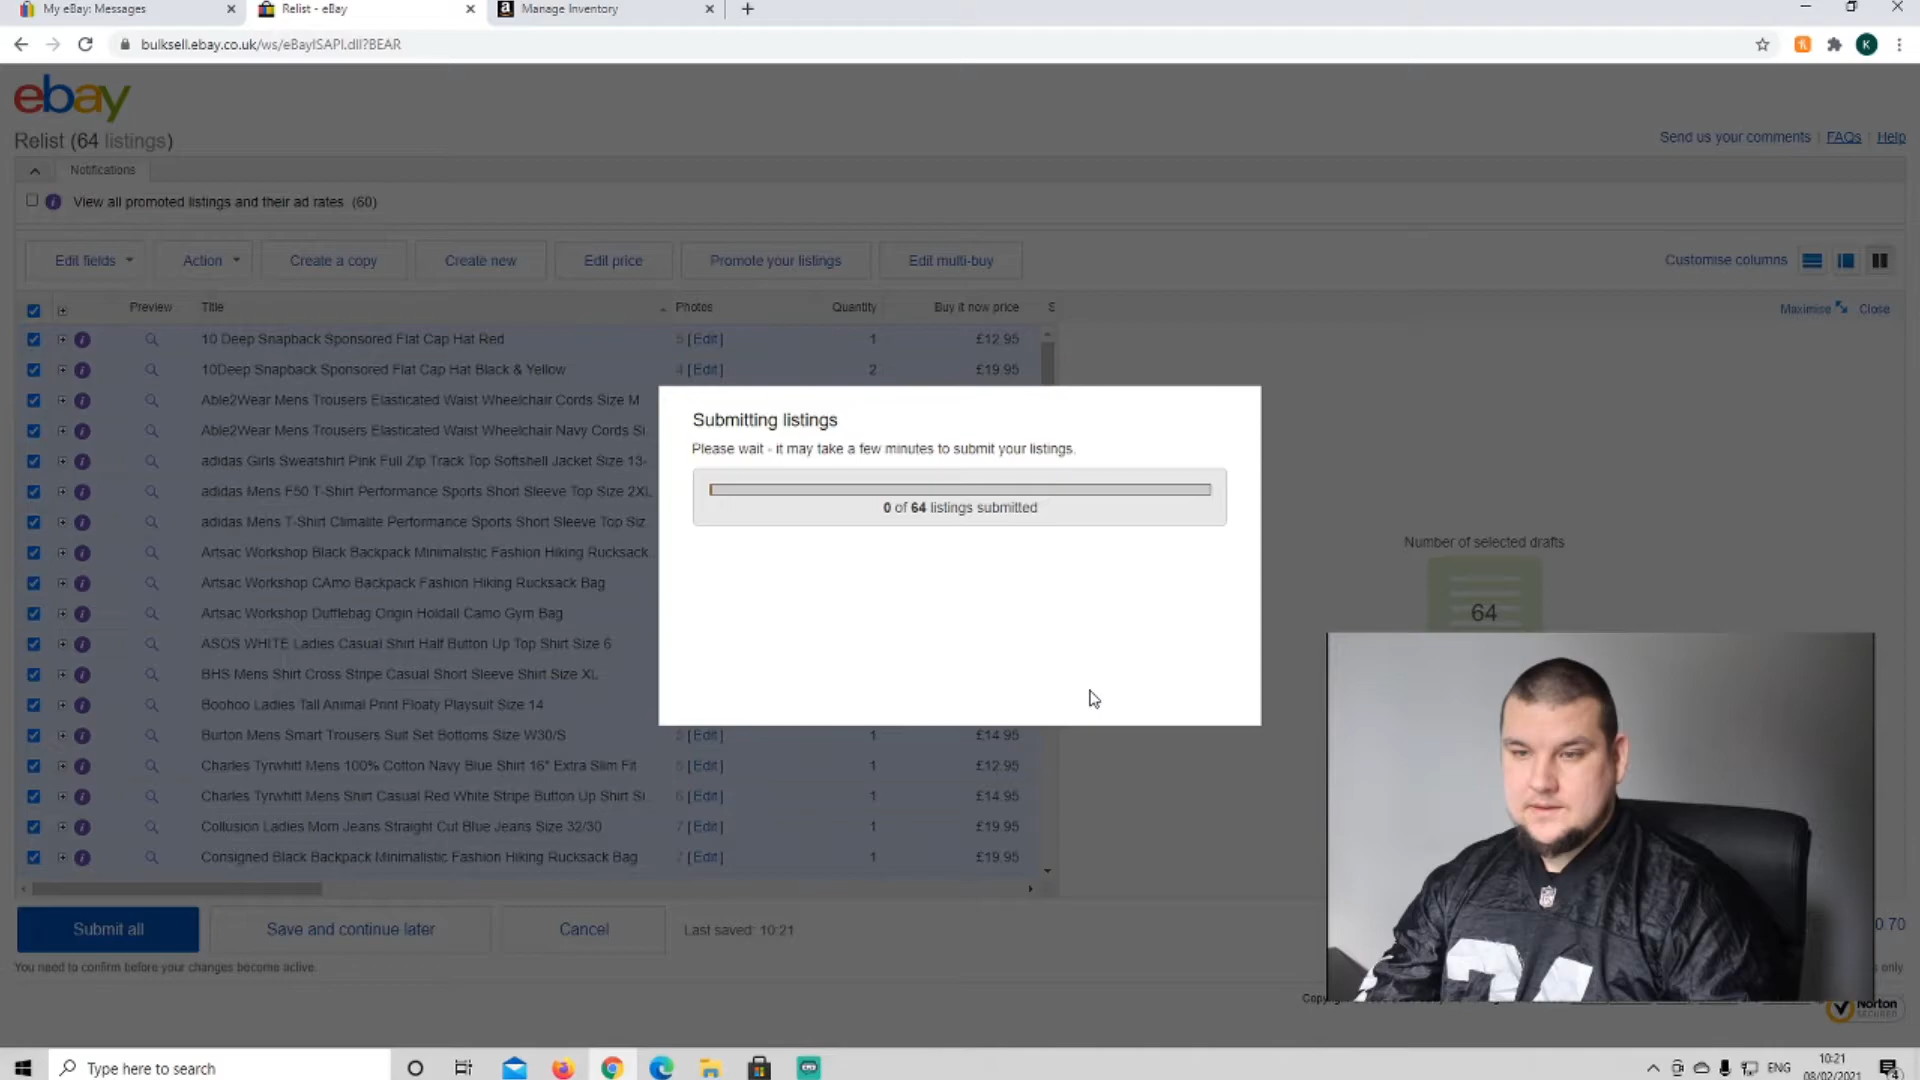 My eBay: Messages
Relist - eBay
Manage Inventory
bulksell.ebay.co.uk/ws/eBayISAPI.dll?BEAR
K
ebay
Relist (64 listings)
Send us your comments | FAQs | Help
Notifications
View all promoted listings and their ad rates (60)
Edit fields
Action
Create a copy
Create new
Edit price
Promote your listings
Edit multi-buy
Customise columns
Preview Title Photos Quantity Buy it now price S
Maximise Close
10 Deep Snapback Sponsored Flat Cap Hat Red 5 [Edit] 1 £12.95
10Deep Snapback Sponsored Flat Cap Hat Black & Yellow 4 [Edit] 2 £19.95
Able2Wear Mens Trousers Elasticated Waist Wheelchair Cords Size M
Able2Wear Mens Trousers Elasticated Waist Wheelchair Navy Cords Si
adidas Girls Sweatshirt Pink Full Zip Track Top Softshell Jacket Size 13-
adidas Mens F50 T-Shirt Performance Sports Short Sleeve Top Size 2XL
adidas Mens T-Shirt Climalite Performance Sports Short Sleeve Top Siz
Artsac Workshop Black Backpack Minimalistic Fashion Hiking Rucksack
Artsac Workshop CAmo Backpack Fashion Hiking Rucksack Bag
Artsac Workshop Dufflebag Origin Holdall Camo Gym Bag
ASOS WHITE Ladies Casual Shirt Half Button Up Top Shirt Size 6
BHS Mens Shirt Cross Stripe Casual Short Sleeve Shirt Size XL
Boohoo Ladies Tall Animal Print Floaty Playsuit Size 14
Burton Mens Smart Trousers Suit Set Bottoms Size W30/S 5 [Edit] 1 £14.95
Charles Tyrwhitt Mens 100% Cotton Navy Blue Shirt 16" Extra Slim Fit 5 [Edit] 1 £12.95
Charles Tyrwhitt Mens Shirt Casual Red White Stripe Button Up Shirt Si 6 [Edit] 1 £14.95
Collusion Ladies Mom Jeans Straight Cut Blue Jeans Size 32/30 7 [Edit] 1 £19.95
Consigned Black Backpack Minimalistic Fashion Hiking Rucksack Bag 7 [Edit] 1 £19.95
Submitting listings
Please wait - it may take a few minutes to submit your listings.
0 of 64 listings submitted
Number of selected drafts
64
Submit all
Save and continue later
Cancel
Last saved: 10:21
0.70
You need to confirm before your changes become active.
s only
Norton
SECURED
Type here to search
ENG
10:21
08/02/2021